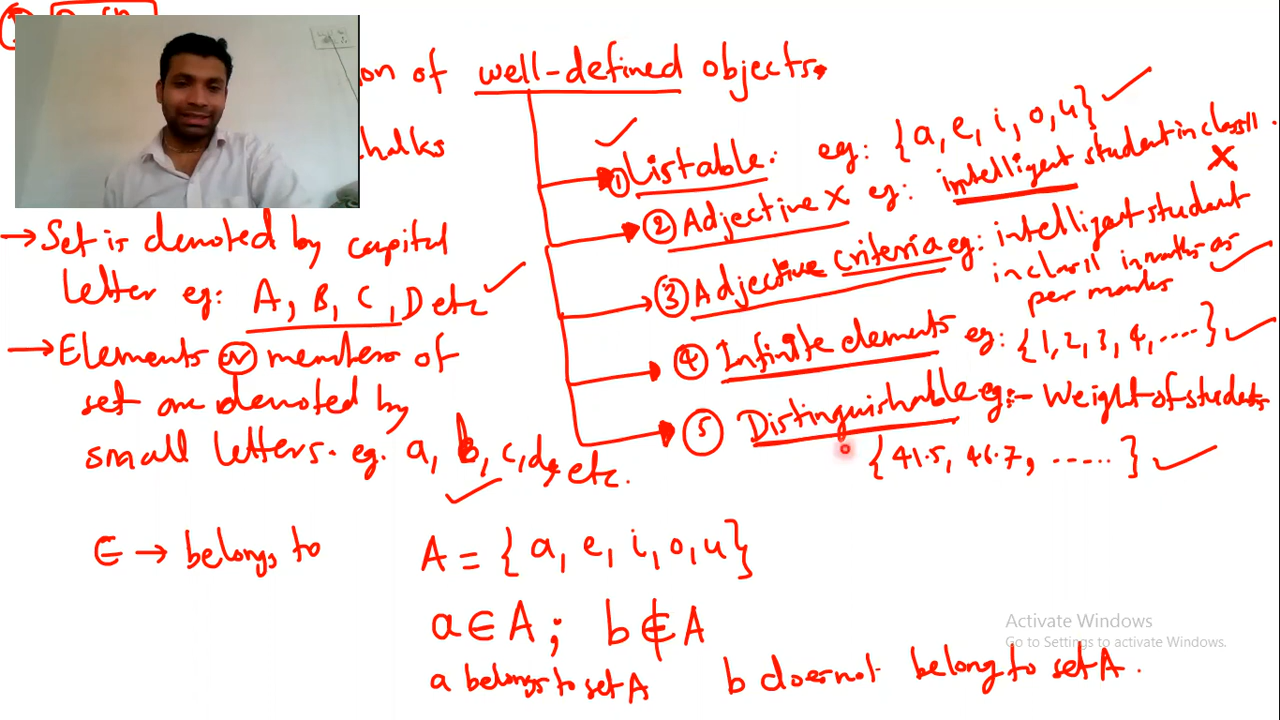 on of well-defined objects.
halks
① Listable. eg: {a, e, i, o, u} ✓
② Adjective X eg: intelligent student in class 11. X
③ Adjective criteria eg: intelligent student
in class 11 in maths as
per marks ✓
④ Infinite elements eg: {1, 2, 3, 4, ....} ✓
⑤ Distinguishable eg:- Weight of students
{41.5, 46.7, ......} ✓
→ Set is denoted by capital
letter eg: A, B, C, D etc ✓
→ Elements or members of
set are denoted by
small letters. eg. a, b, c, d, etc.
∈ → belongs to
A = {a, e, i, o, u}
a ∈ A ; b ∉ A
a belongs to set A b does not belong to set A.
Activate Windows
Go to Settings to activate Windows.